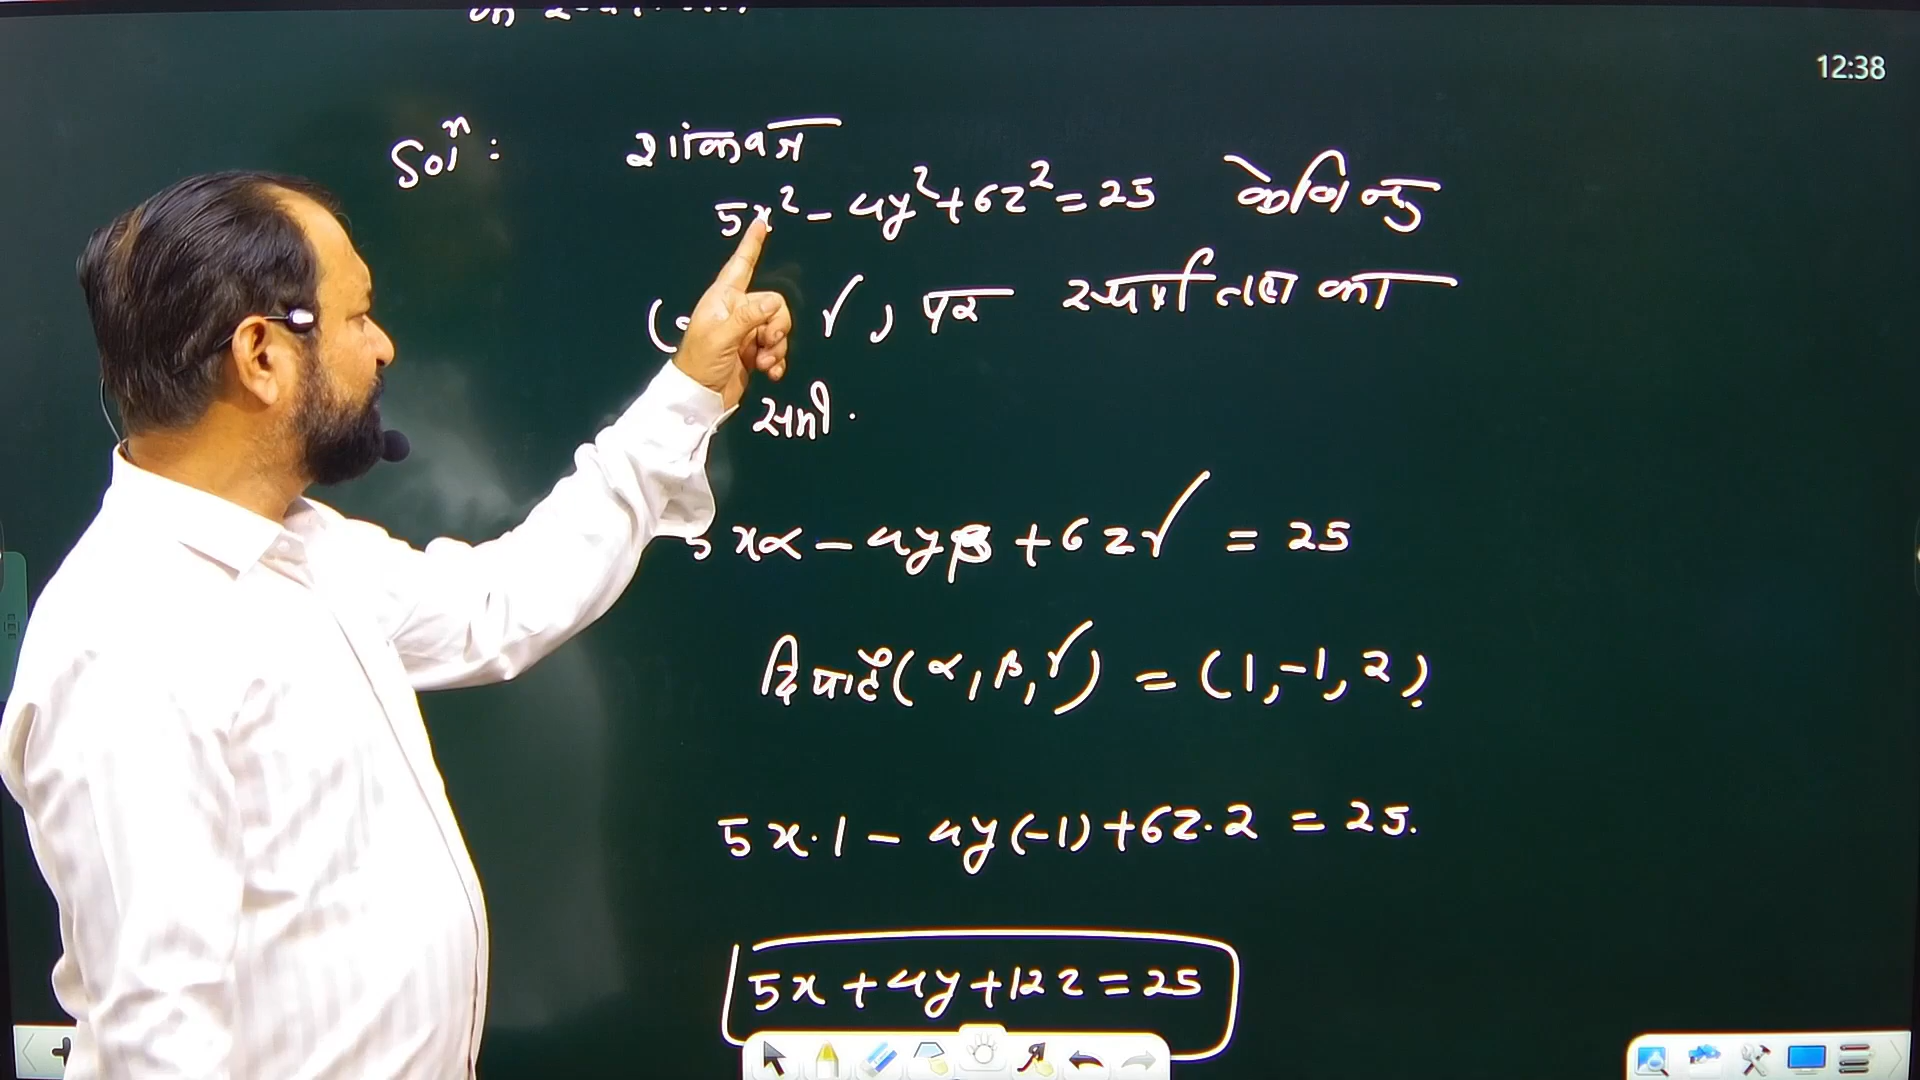 12:38
Solⁿ: शांकवज
5x² - 4y² + 6z² = 25 के बिन्दु
( γ) पर स्पर्श तल का
समी.
5xα - 4yβ + 6zγ = 25
दिया है (α, β, γ) = (1, -1, 2)
5x·1 - 4y(-1) + 6z·2 = 25.
5x + 4y + 12z = 25